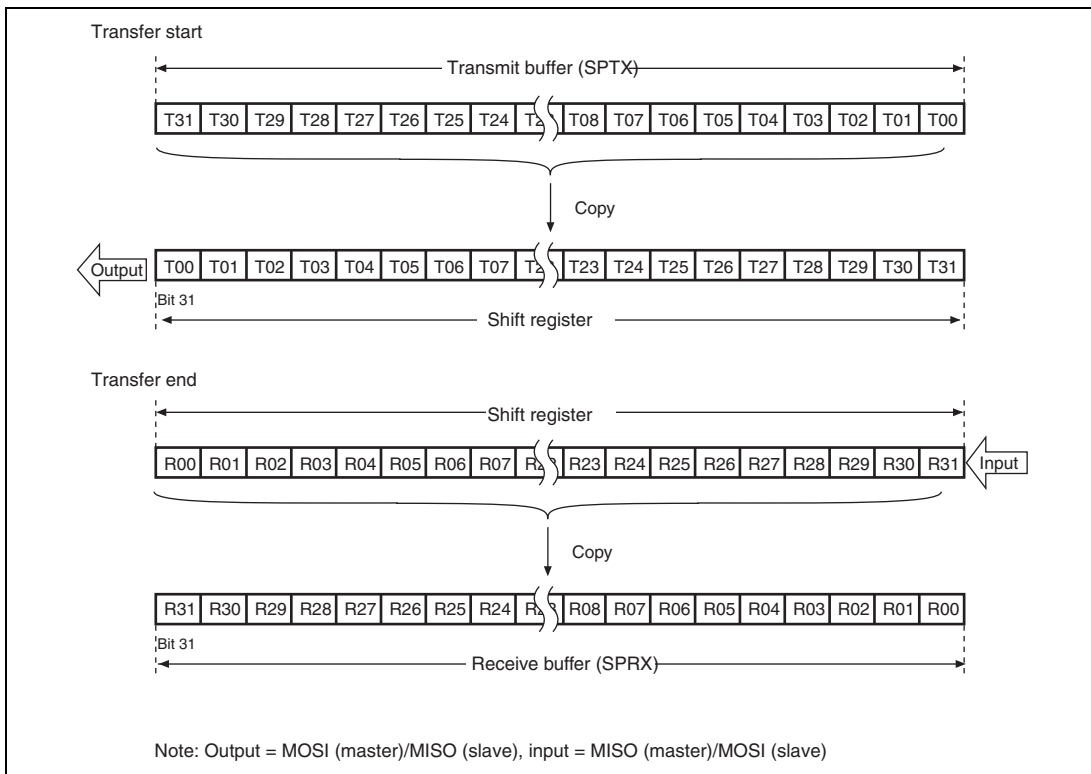 Transfer start
Transmit buffer (SPTX)
T31 T30 T29 T28 T27 T26 T25 T24 T08 T07 T06 T05 T04 T03 T02 T01 T00
Copy
Output T00 T01 T02 T03 T04 T05 T06 T07 T23 T24 T25 T26 T27 T28 T29 T30 T31
Bit 31
Shift register
Transfer end
Shift register
R00 R01 R02 R03 R04 R05 R06 R07 R23 R24 R25 R26 R27 R28 R29 R30 R31 Input
Copy
R31 R30 R29 R28 R27 R26 R25 R24 R08 R07 R06 R05 R04 R03 R02 R01 R00
Bit 31
Receive buffer (SPRX)
Note: Output = MOSI (master)/MISO (slave), input = MISO (master)/MOSI (slave)